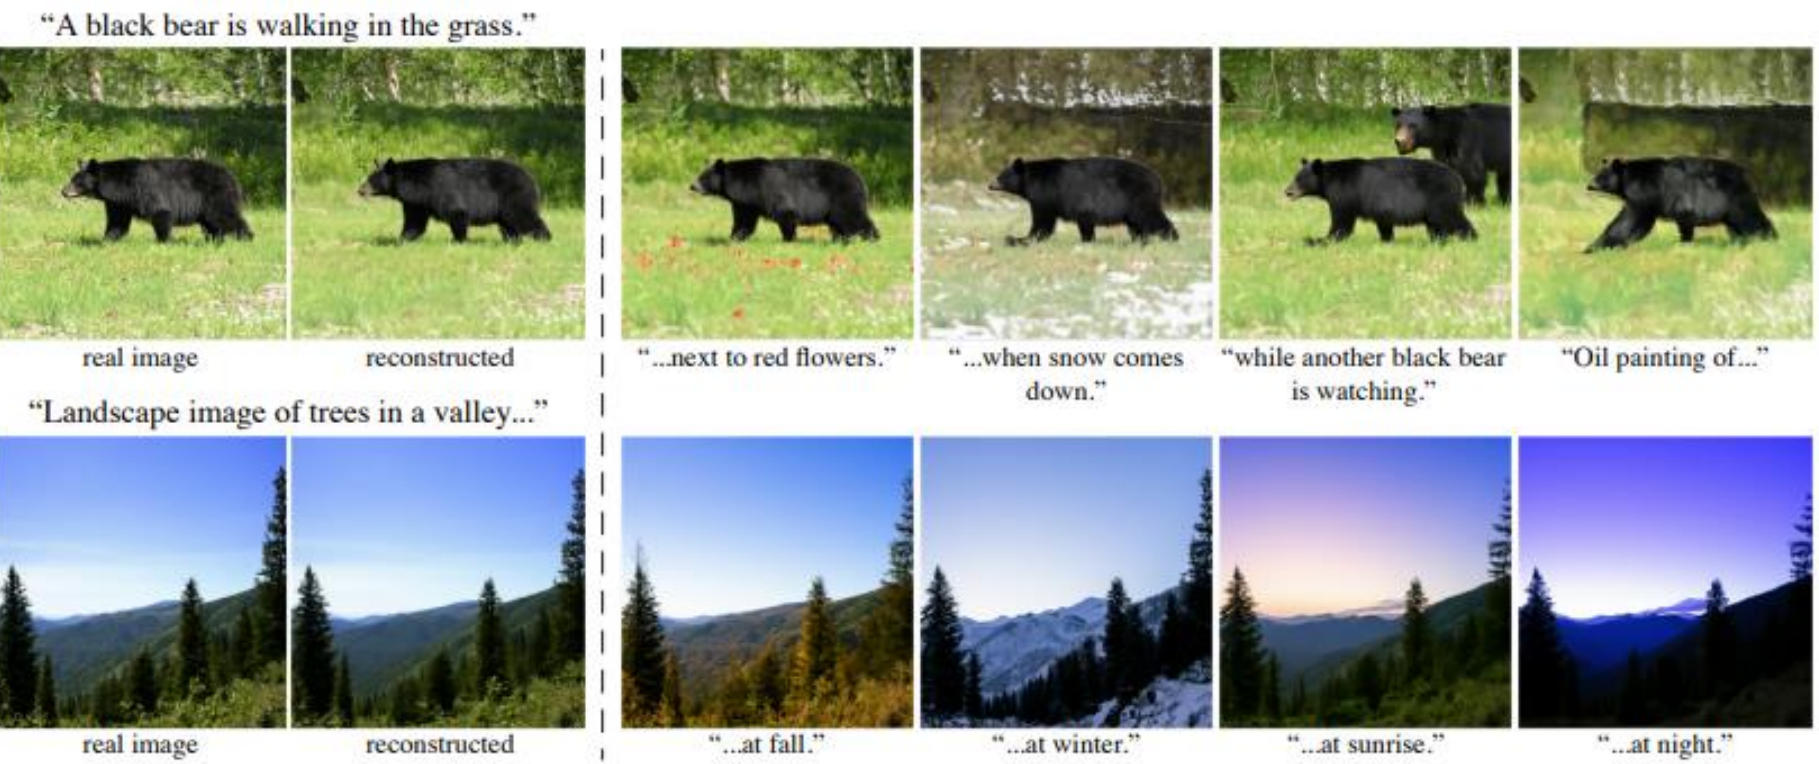 “A black bear is walking in the grass.”
real image
reconstructed
“...next to red flowers.”
“...when snow comes
down.”
“while another black bear
is watching.”
“Oil painting of...”
“Landscape image of trees in a valley...”
real image
reconstructed
“...at fall.”
“...at winter.”
“...at sunrise.”
“...at night.”